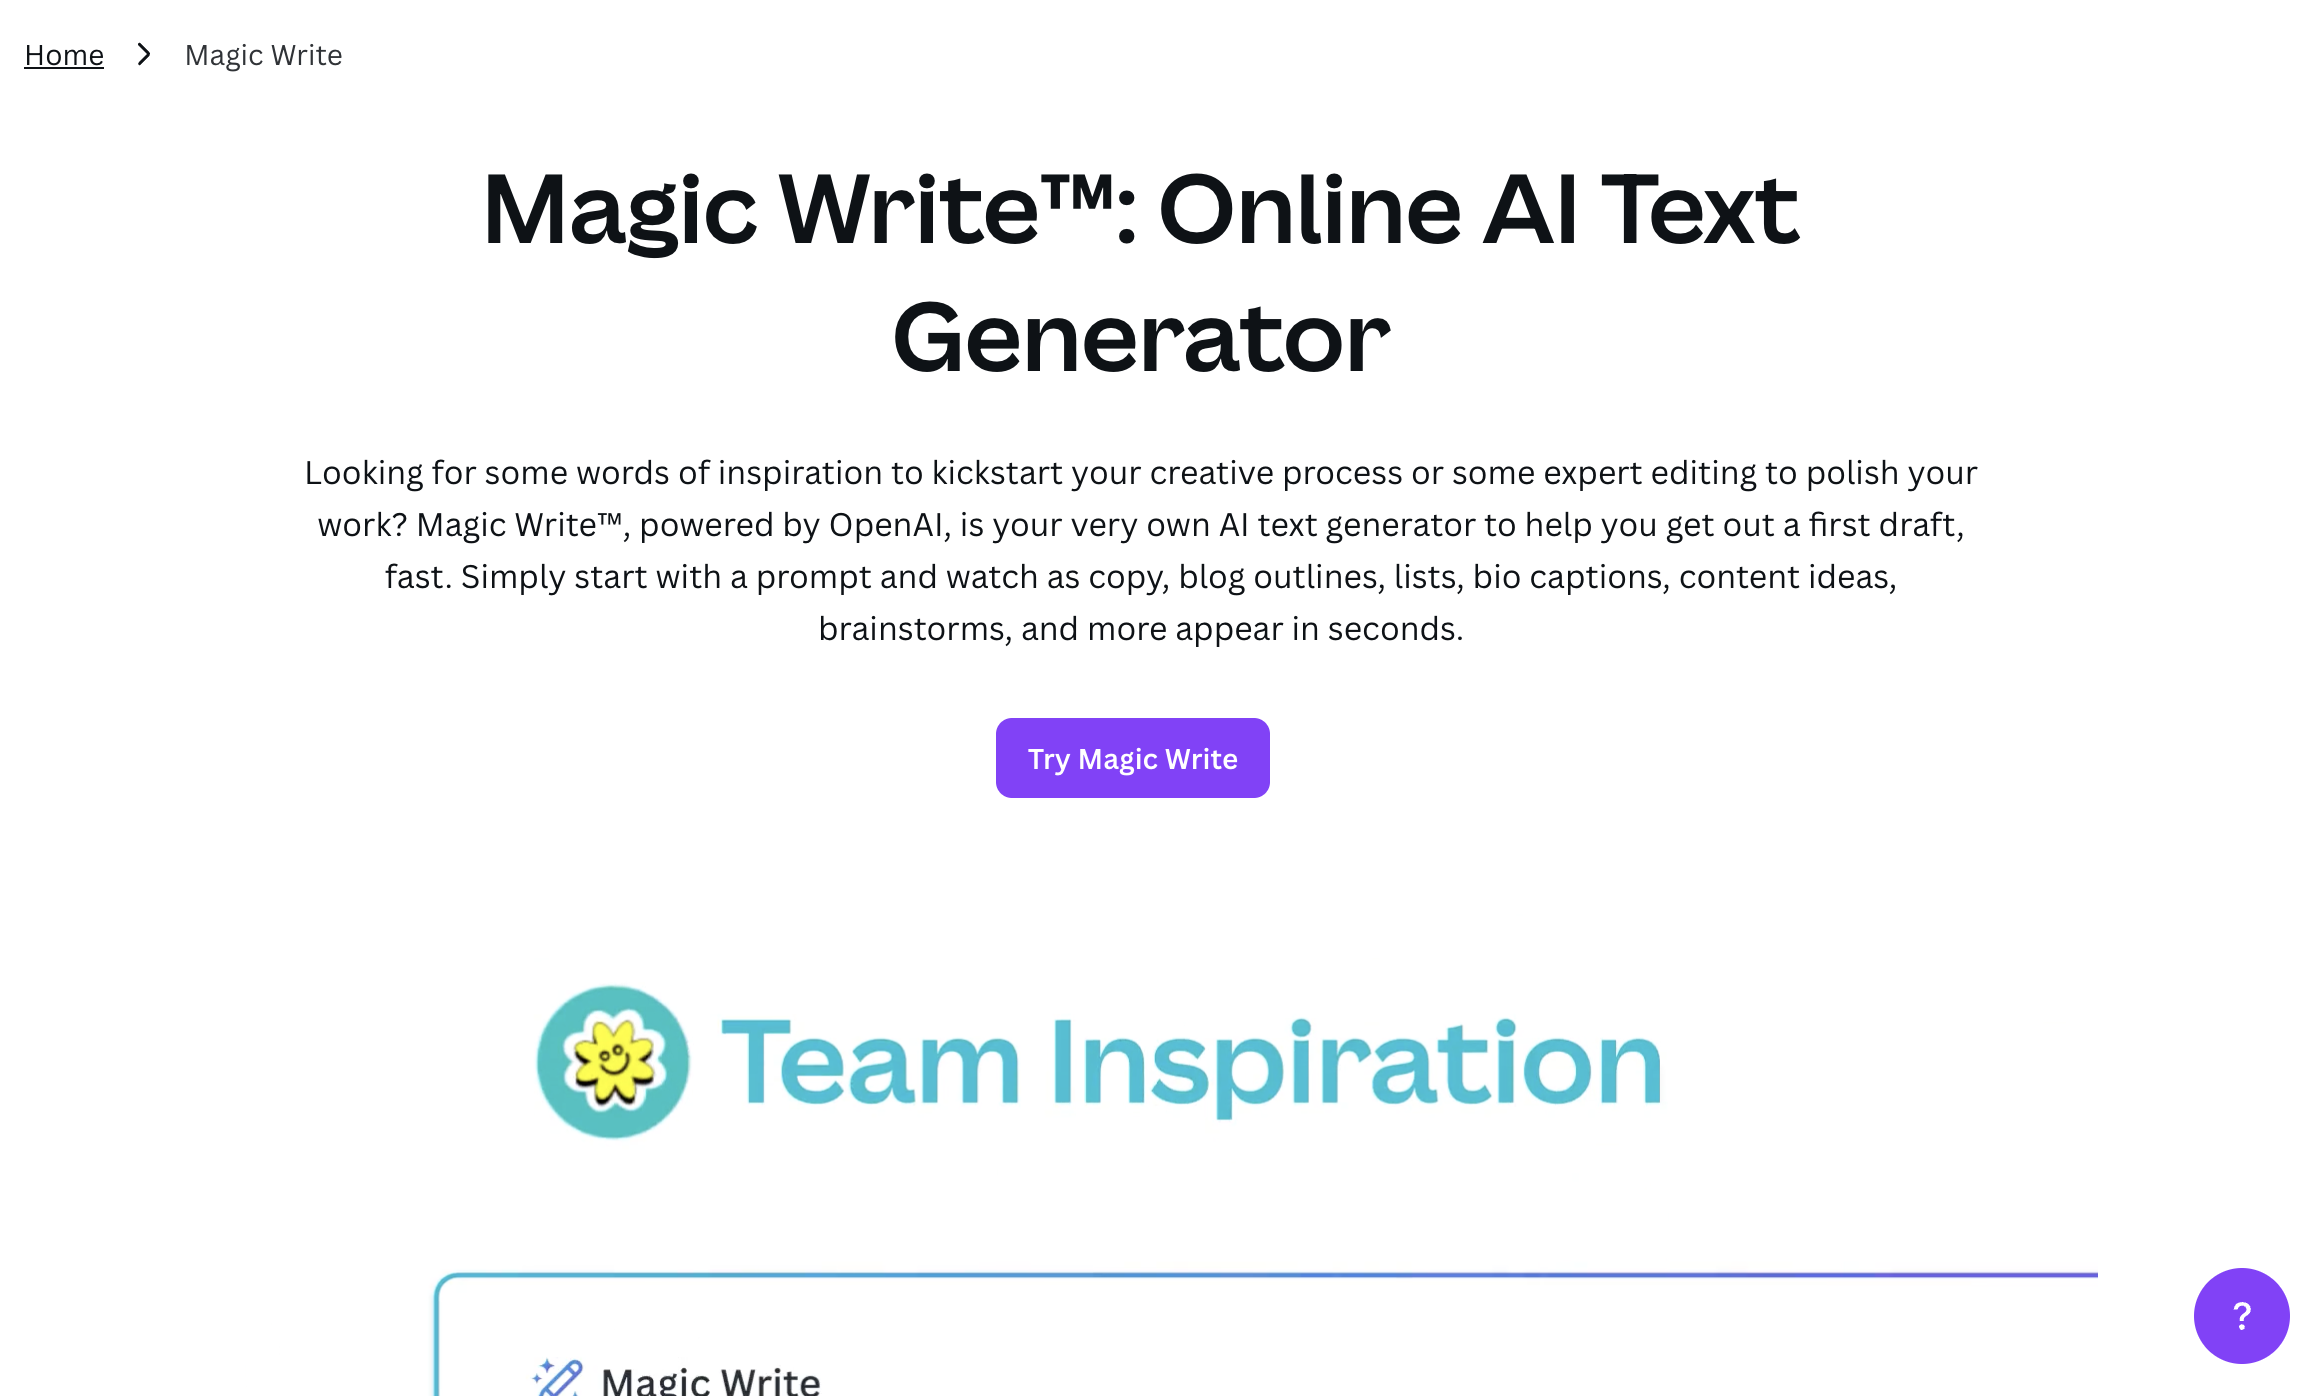 Home > Magic Write
Magic Write™: Online AI Text
Generator
Looking for some words of inspiration to kickstart your creative process or some expert editing to polish your
work? Magic Write™, powered by OpenAI, is your very own AI text generator to help you get out a first draft,
fast. Simply start with a prompt and watch as copy, blog outlines, lists, bio captions, content ideas,
brainstorms, and more appear in seconds.
Try Magic Write
Team Inspiration
Magic Write
?